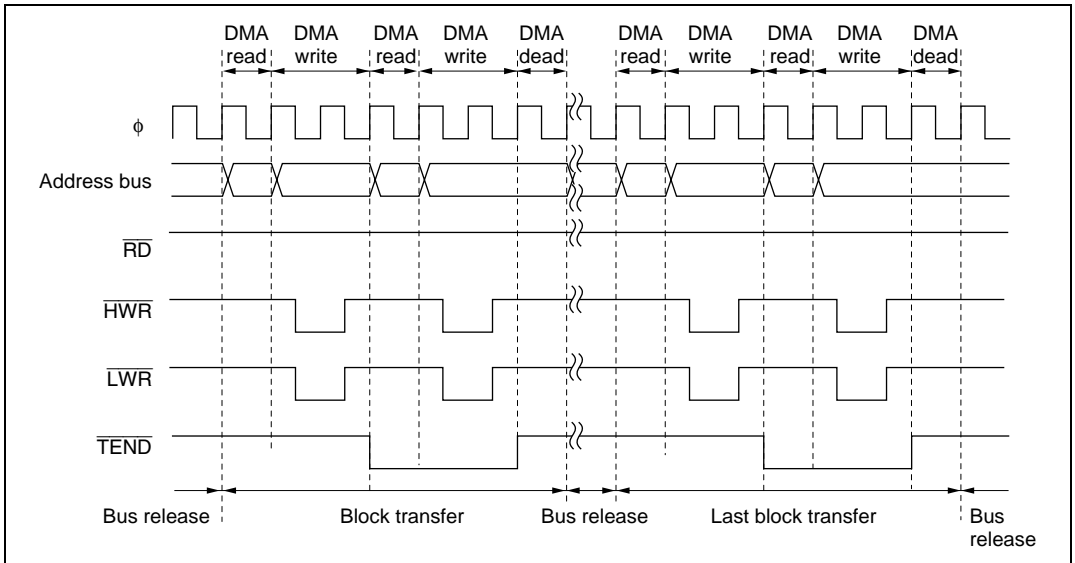 DMA DMA DMA DMA DMA DMA DMA DMA DMA DMA
read write read write dead read write read write dead
ϕ
Address bus
RD
HWR
LWR
TEND
Bus release Block transfer Bus release Last block transfer Bus
release